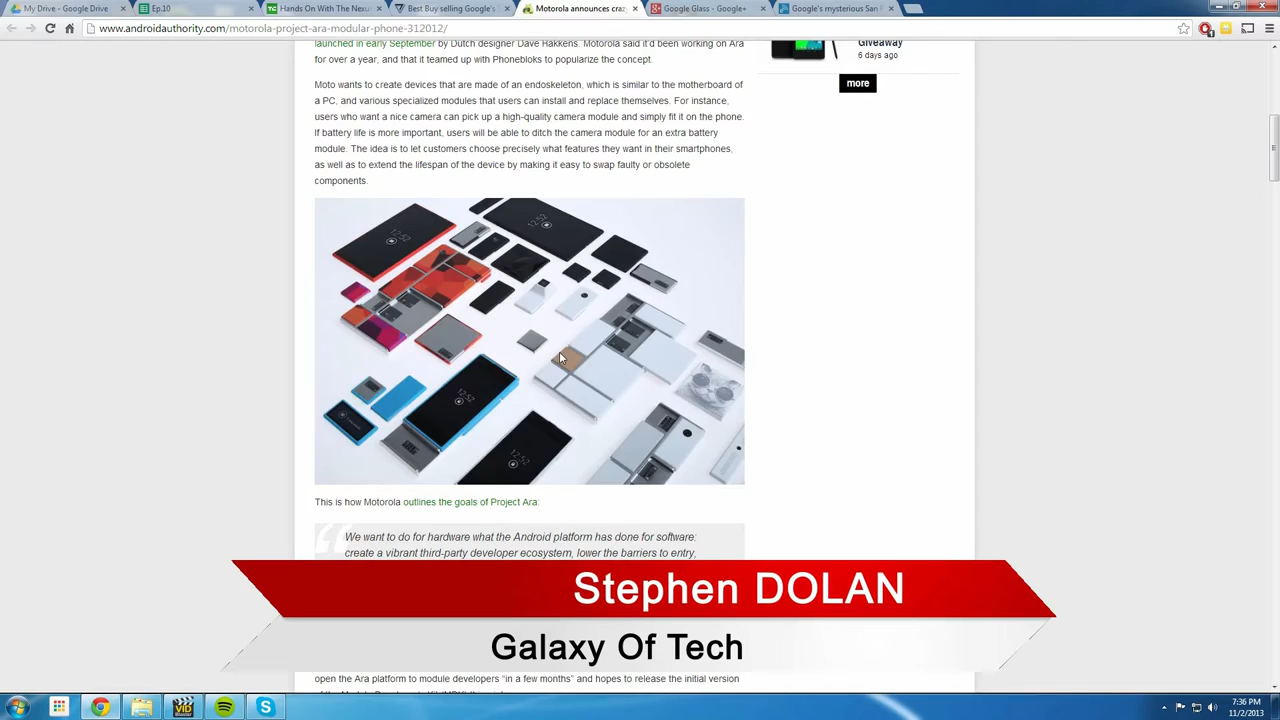 My Drive - Google Drive
Ep.10
Hands On With The Nexu
Best Buy selling Google's
Motorola announces craz
Google Glass - Google+
Google's mysterious San F
www.androidauthority.com/motorola-project-ara-modular-phone-312012/
launched in early September by Dutch designer Dave Hakkens. Motorola said it'd been working on Ara
for over a year, and that it teamed up with Phonebloks to popularize the concept.
Giveaway
6 days ago
more
Moto wants to create devices that are made of an endoskeleton, which is similar to the motherboard of
a PC, and various specialized modules that users can install and replace themselves. For instance,
users who want a nice camera can pick up a high-quality camera module and simply fit it on the phone.
If battery life is more important, users will be able to ditch the camera module for an extra battery
module. The idea is to let customers choose precisely what features they want in their smartphones,
as well as to extend the lifespan of the device by making it easy to swap faulty or obsolete
components.
12:52
12:52
12:52
12:52
This is how Motorola outlines the goals of Project Ara:
We want to do for hardware what the Android platform has done for software:
create a vibrant third-party developer ecosystem, lower the barriers to entry,
Stephen DOLAN
Galaxy Of Tech
open the Ara platform to module developers "in a few months" and hopes to release the initial version
VID
7:36 PM
11/2/2013